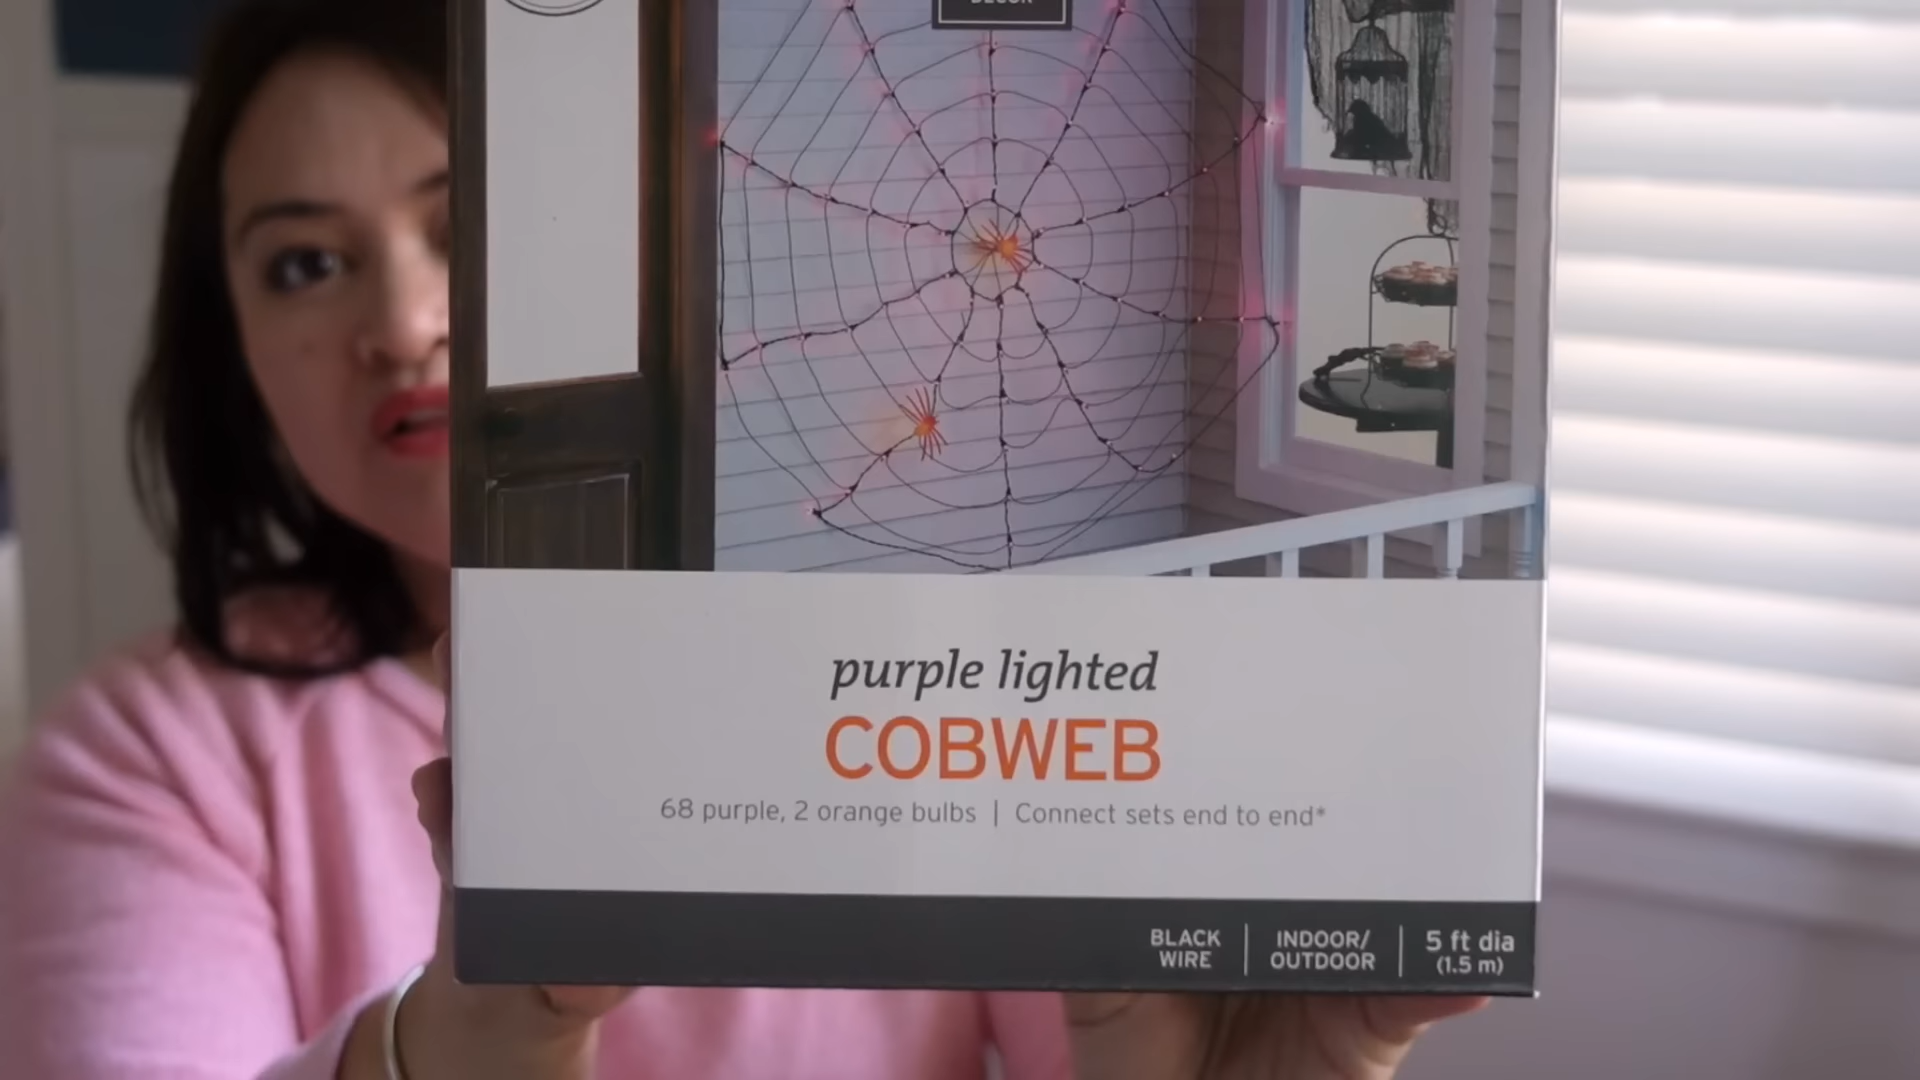 purple lighted
COBWEB
68 purple, 2 orange bulbs | Connect sets end to end*
BLACK WIRE | INDOOR/ OUTDOOR | 5 ft dia (1.5 m)